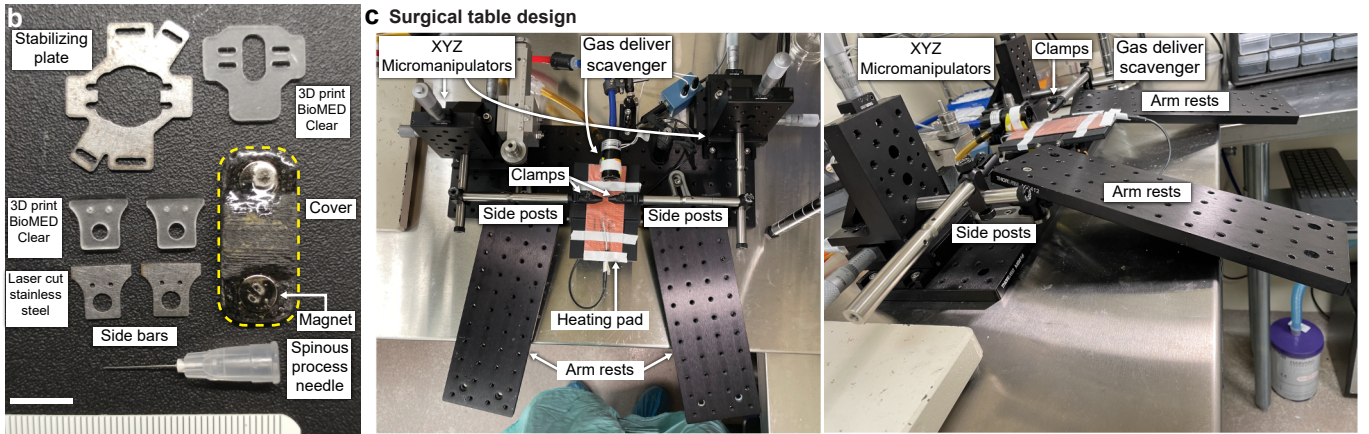 b
Stabilizing
plate
3D print
BioMED
Clear
3D print
BioMED
Clear
Cover
Laser cut
stainless
steel
Magnet
Side bars
Spinous
process
needle
c Surgical table design
XYZ
Micromanipulators
Gas deliver
scavenger
Clamps
Side posts
Side posts
Heating pad
Arm rests
XYZ
Micromanipulators
Clamps
Gas deliver
scavenger
Arm rests
Arm rests
Side posts